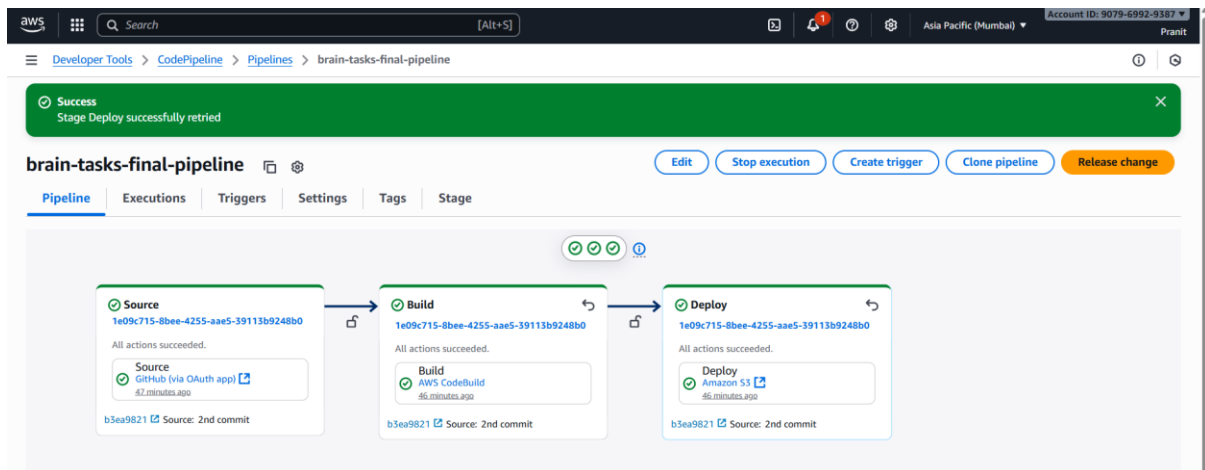 aws
Search
[Alt+S]
1
Asia Pacific (Mumbai)
Account ID: 9079-6992-9387
Pranit
Developer Tools > CodePipeline > Pipelines > brain-tasks-final-pipeline
Success
Stage Deploy successfully retried
brain-tasks-final-pipeline
Edit
Stop execution
Create trigger
Clone pipeline
Release change
Pipeline
Executions
Triggers
Settings
Tags
Stage
Source
1e09c715-8bee-4255-aae5-39113b9248b0
All actions succeeded.
Source
GitHub (via OAuth app)
47 minutes ago
b3ea9821 Source: 2nd commit
Build
1e09c715-8bee-4255-aae5-39113b9248b0
All actions succeeded.
Build
AWS CodeBuild
46 minutes ago
b3ea9821 Source: 2nd commit
Deploy
1e09c715-8bee-4255-aae5-39113b9248b0
All actions succeeded.
Deploy
Amazon S3
46 minutes ago
b3ea9821 Source: 2nd commit